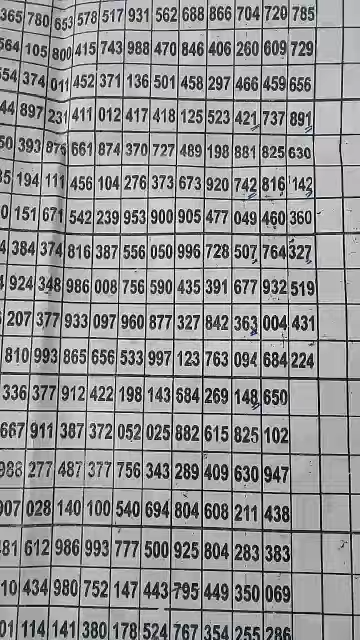 365 780 653 578 517 931 562 688 866 704 720 785
564 105 800 415 743 988 470 846 406 260 609 729
554 374 011 452 371 136 501 458 297 466 459 656
44 897 231 411 012 417 418 125 523 421 737 891
50 393 876 661 874 370 727 489 198 881 825 630
35 194 111 456 104 276 373 673 920 742 816 142
0 151 671 542 239 953 900 905 477 049 460 360
4 384 374 816 387 556 050 996 728 507 764 327
924 348 986 008 756 590 435 391 677 932 519
207 377 933 097 960 877 327 842 363 004 431
810 993 865 656 533 997 123 763 094 684 224
336 377 912 422 198 143 684 269 148 650
667 911 387 372 052 025 882 615 825 102
988 277 487 377 756 343 289 409 630 947
907 028 140 100 540 694 804 608 211 438
481 612 986 993 777 500 925 804 283 383
10 434 980 752 147 443 795 449 350 069
01 114 141 380 178 524 767 354 255 286